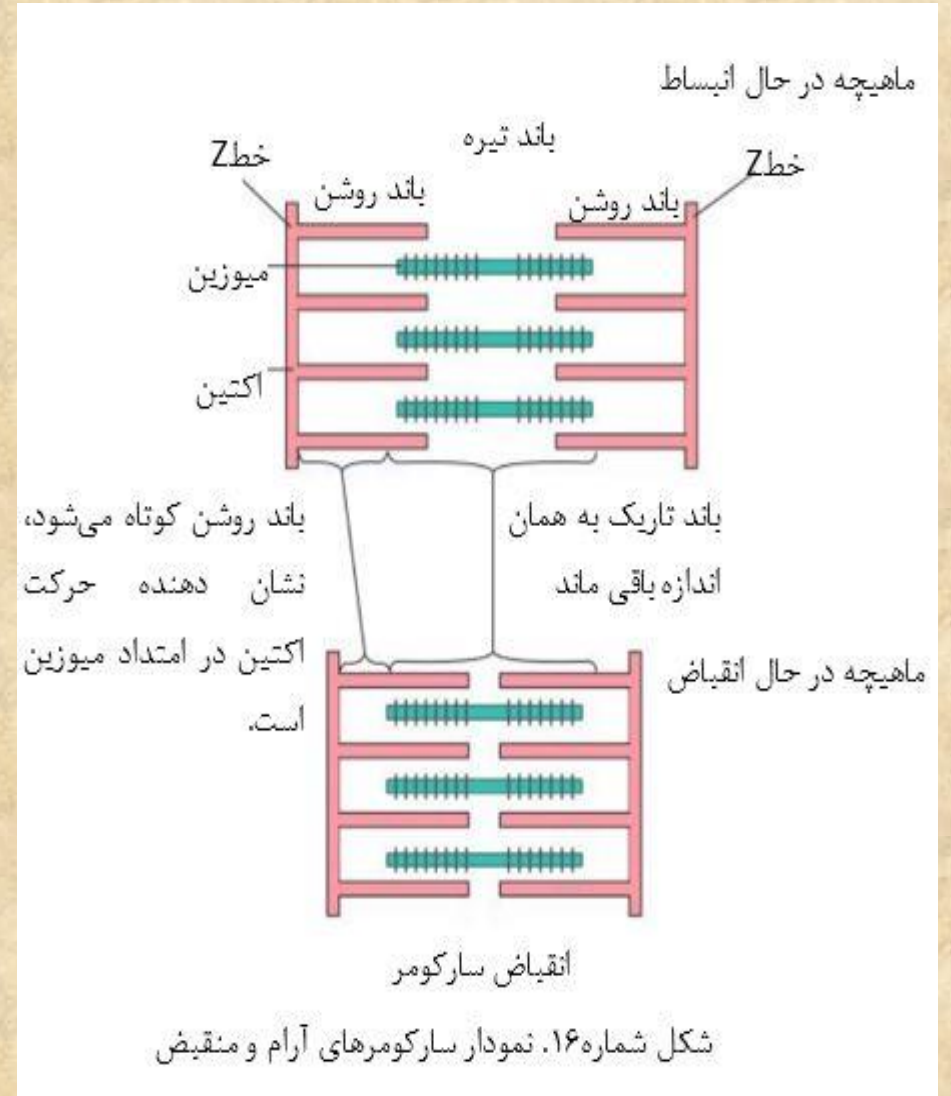 ماهیچه در حال انبساط
باند تیره
خطZ
خطZ
باند روشن
باند روشن
میوزین
اکتین
باند تاریک به همان
اندازه باقی ماند
باند روشن کوتاه می‌شود،
نشان دهنده حرکت
اکتین در امتداد میوزین
است.
ماهیچه در حال انقباض
انقباض سارکومر
شکل شماره۱۶. نمودار سارکومرهای آرام و منقبض